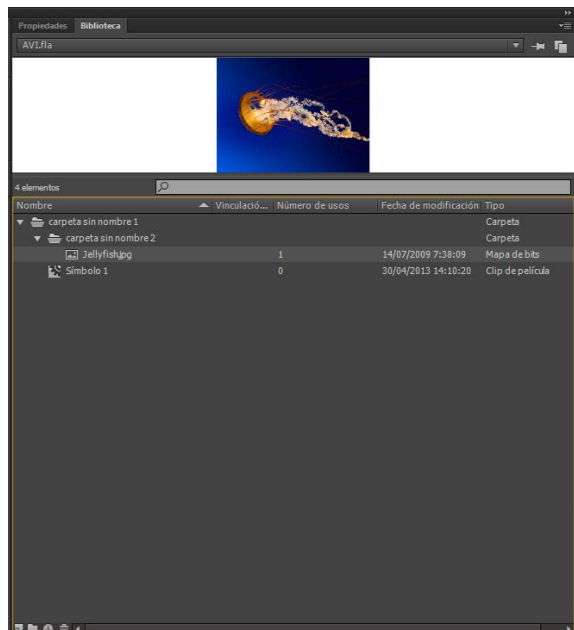 Propiedades Biblioteca
AVI.fla
4 elementos
Nombre Vinculació... Número de usos Fecha de modificación Tipo
carpeta sin nombre 1 Carpeta
carpeta sin nombre 2 Carpeta
Jellyfish.jpg 1 14/07/2009 7:38:09 Mapa de bits
Símbolo 1 0 30/04/2013 14:10:20 Clip de película